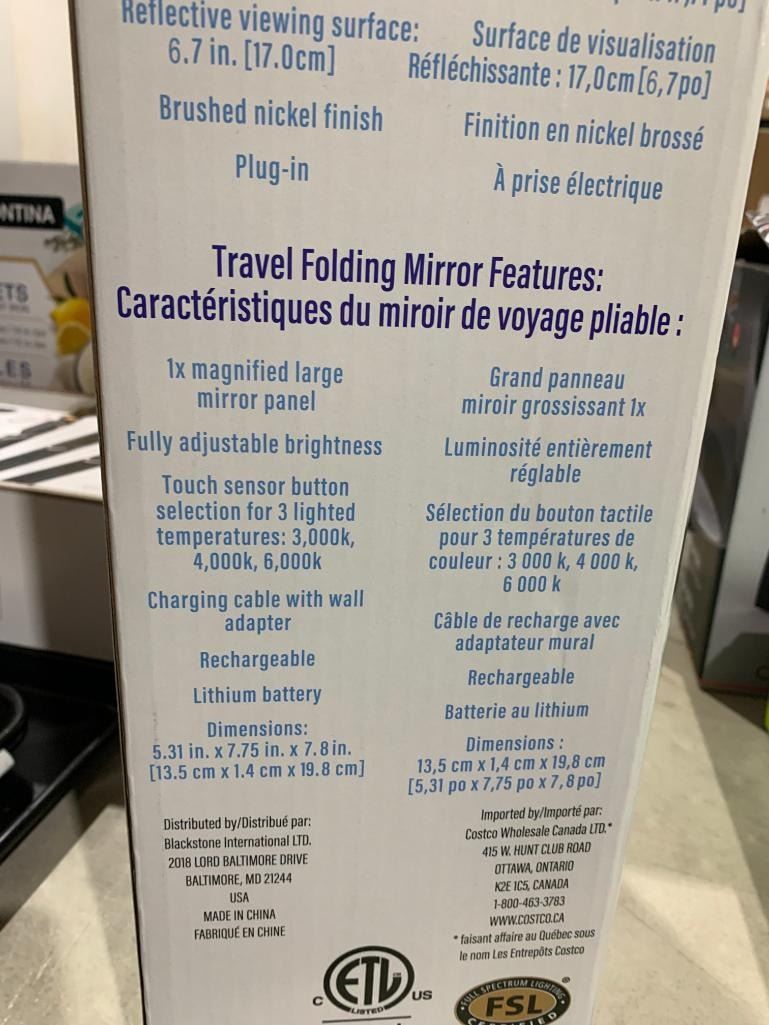 Reflective viewing surface:
6.7 in. [17.0cm]
Brushed nickel finish
Plug-in
Surface de visualisation
Réfléchissante : 17,0cm [6,7po]
Finition en nickel brossé
À prise électrique
Travel Folding Mirror Features:
Caractéristiques du miroir de voyage pliable :
1x magnified large
mirror panel
Fully adjustable brightness
Touch sensor button
selection for 3 lighted
temperatures: 3,000k,
4,000k, 6,000k
Charging cable with wall
adapter
Rechargeable
Lithium battery
Dimensions:
5.31 in. x 7.75 in. x 7.8 in.
[13.5 cm x 1.4 cm x 19.8 cm]
Grand panneau
miroir grossissant 1x
Luminosité entièrement
réglable
Sélection du bouton tactile
pour 3 températures de
couleur : 3 000 k, 4 000 k,
6 000 k
Câble de recharge avec
adaptateur mural
Rechargeable
Batterie au lithium
Dimensions :
13,5 cm x 1,4 cm x 19,8 cm
[5,31 po x 7,75 po x 7,8 po]
Distributed by/Distribué par:
Blackstone International LTD.
2018 LORD BALTIMORE DRIVE
BALTIMORE, MD 21244
USA
MADE IN CHINA
FABRIQUÉ EN CHINE
Imported by/Importé par:
Costco Wholesale Canada LTD.*
415 W. HUNT CLUB ROAD
OTTAWA, ONTARIO
K2E 1C5, CANADA
1-800-463-3783
WWW.COSTCO.CA
* faisant affaire au Québec sous
le nom Les Entrepôts Costco
ETL
C US
LISTED
FULL SPECTRUM LIGHTING
FSL
CERTIFIED
NTINA
ETS
LES